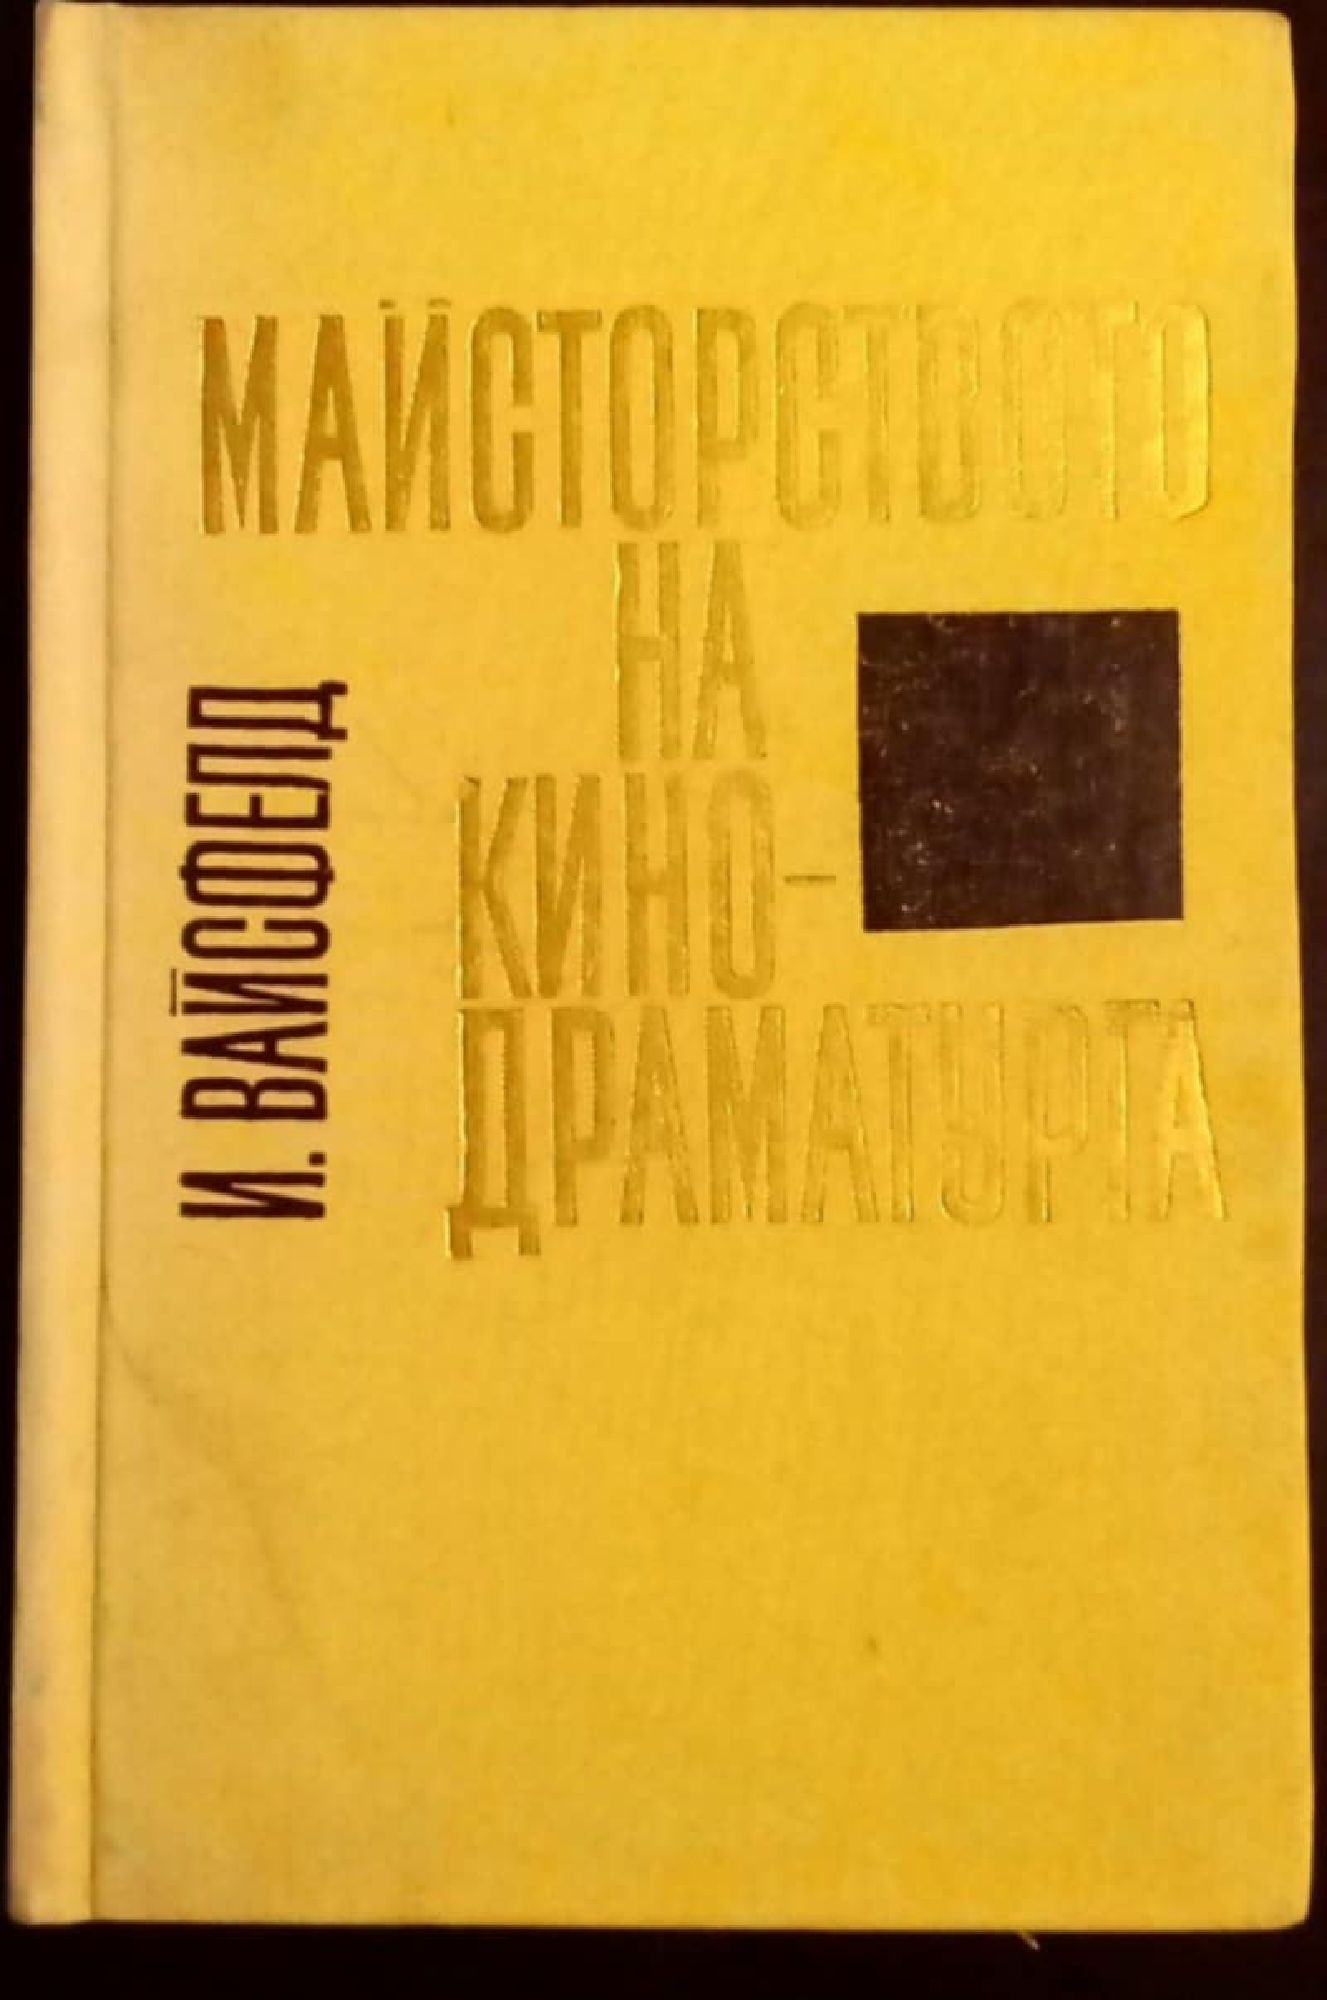 МАЙСТОРСТВОТО
НА
КИНО-
ДРАМАТУРГА
И. ВАЙСФЕЛД